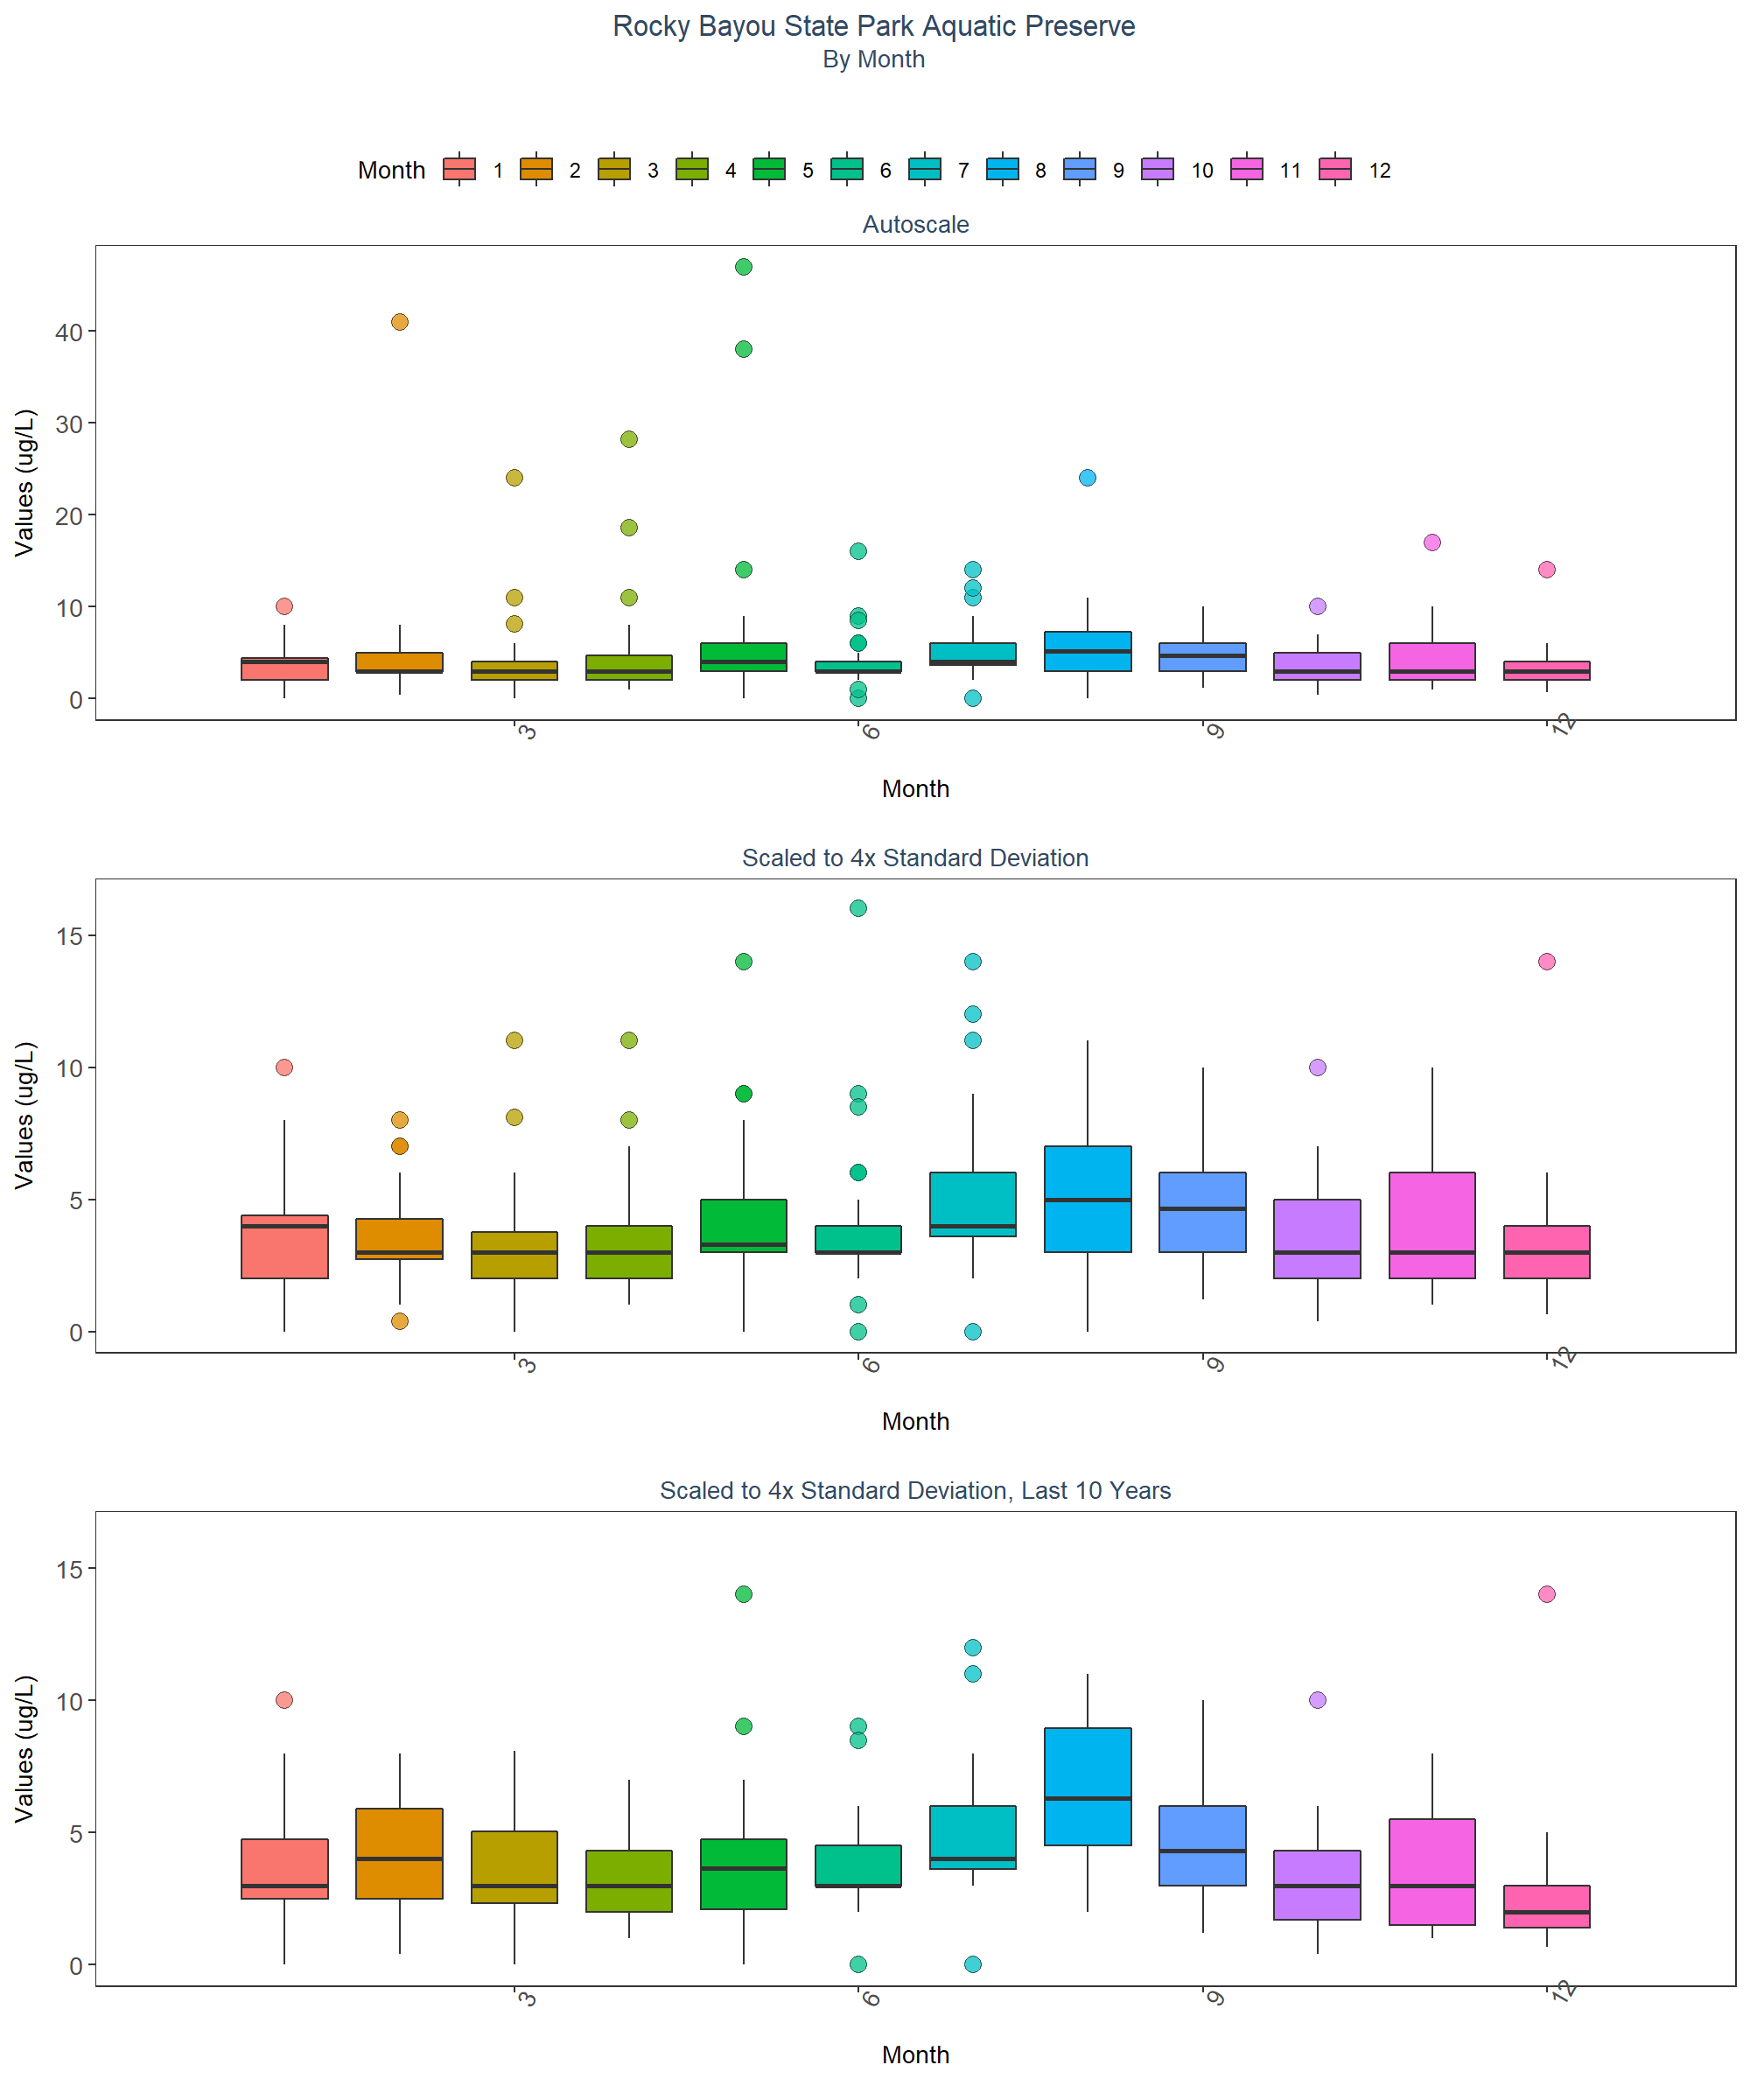 Rocky Bayou State Park Aquatic Preserve
By Month
Month 1 2 3 4 5 6 7 8 9 10 11 12
Autoscale
Values (ug/L)
40
30
20
10
0
3 6 9 12
Month
Scaled to 4x Standard Deviation
Values (ug/L)
15
10
5
0
3 6 9 12
Month
Scaled to 4x Standard Deviation, Last 10 Years
Values (ug/L)
15
10
5
0
3 6 9 12
Month